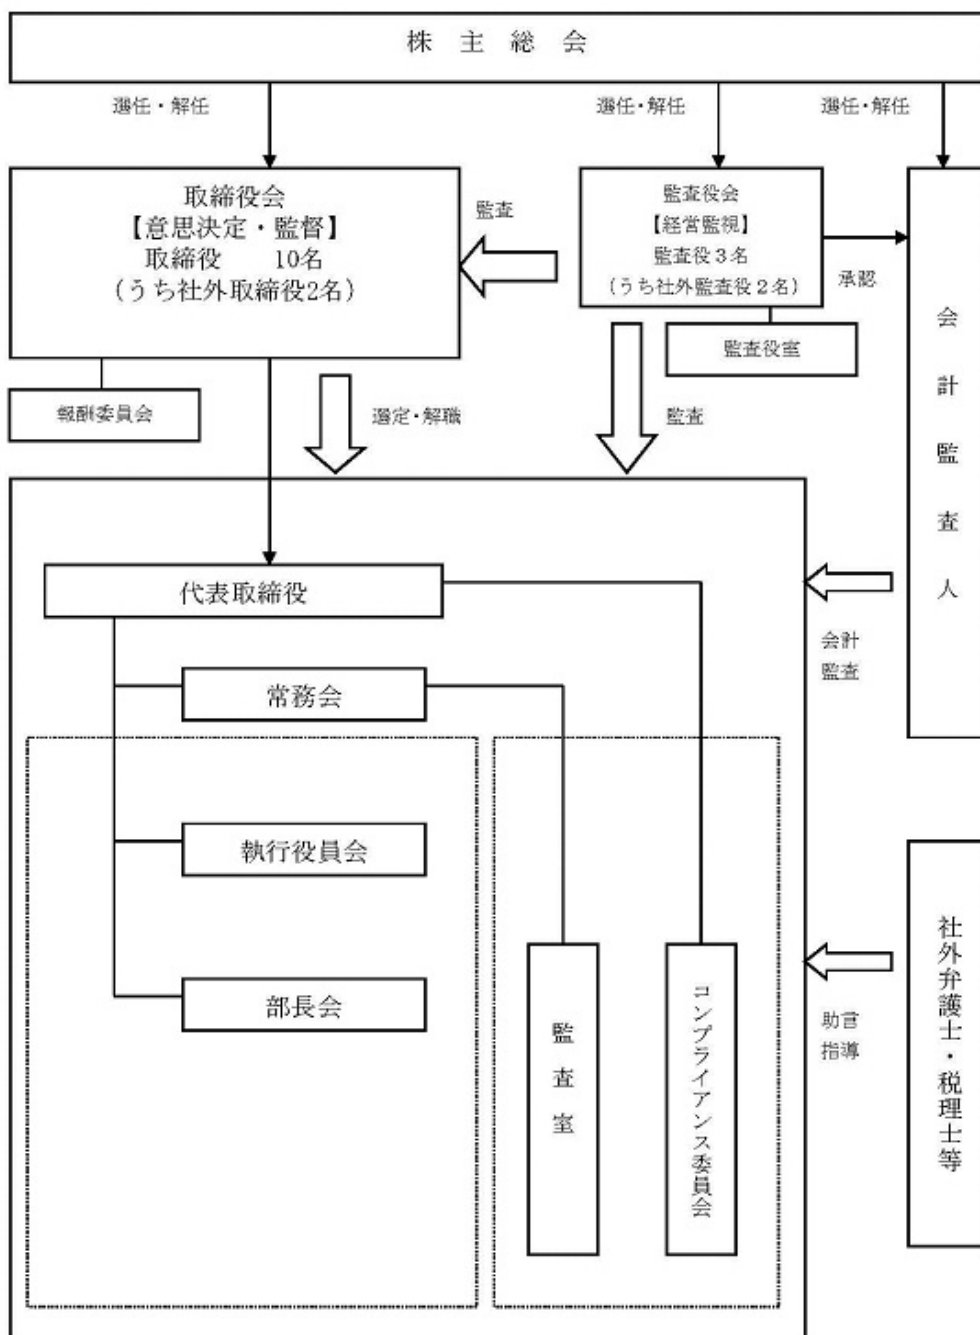 株 主 総 会
選任・解任
選任・解任
選任・解任
取締役会
【意思決定・監督】
取締役 10名
(うち社外取締役2名)
監査
監査役会
【経営監視】
監査役3名
(うち社外監査役2名)
承認
会計監査人
監査役室
報酬委員会
選定・解職
監査
代表取締役
会計
監査
常務会
執行役員会
部長会
監査室
コンプライアンス委員会
助言
指導
社外弁護士・税理士等